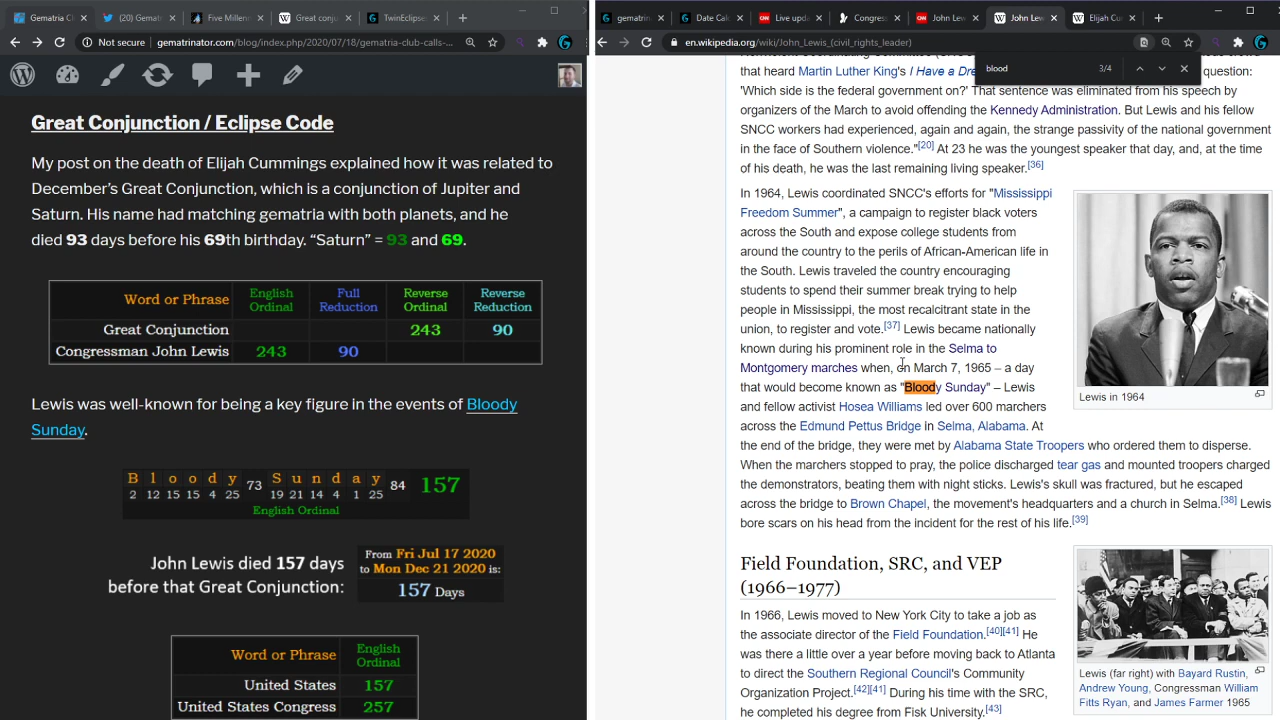 Gematria Cl
(20) Gemat
Five Millen
Great conju
TwinEclipse
Not secure
gematrinator.com/blog/index.php/2020/07/18/gematria-club-calls-...
Great Conjunction / Eclipse Code
My post on the death of Elijah Cummings explained how it was related to
December's Great Conjunction, which is a conjunction of Jupiter and
Saturn. His name had matching gematria with both planets, and he
died 93 days before his 69th birthday. "Saturn" = 93 and 69.
Word or Phrase English Ordinal Full Reduction Reverse Ordinal Reverse Reduction
Great Conjunction 243 90
Congressman John Lewis 243 90
Lewis was well-known for being a key figure in the events of Bloody
Sunday.
B l o o d y 73 S u n d a y 84 157
2 12 15 15 4 25 19 21 14 4 1 25
English Ordinal
John Lewis died 157 days
before that Great Conjunction:
From Fri Jul 17 2020
to Mon Dec 21 2020 is:
157 Days
Word or Phrase English Ordinal
United States 157
United States Congress 257
gematrin
Date Calc
Live upda
Congress
John Lew
John Lew
Elijah Cu
en.wikipedia.org/wiki/John_Lewis_(civil_rights_leader)
blood 3/4
that heard Martin Luther King's I Have a Dre question:
'Which side is the federal government on?' That sentence was eliminated from his speech by
organizers of the March to avoid offending the Kennedy Administration. But Lewis and his fellow
SNCC workers had experienced, again and again, the strange passivity of the national government
in the face of Southern violence."[20] At 23 he was the youngest speaker that day, and, at the time
of his death, he was the last remaining living speaker.[36]
In 1964, Lewis coordinated SNCC's efforts for "Mississippi
Freedom Summer", a campaign to register black voters
across the South and expose college students from
around the country to the perils of African-American life in
the South. Lewis traveled the country encouraging
students to spend their summer break trying to help
people in Mississippi, the most recalcitrant state in the
union, to register and vote.[37] Lewis became nationally
known during his prominent role in the Selma to
Montgomery marches when, on March 7, 1965 – a day
that would become known as "Bloody Sunday" – Lewis
and fellow activist Hosea Williams led over 600 marchers
across the Edmund Pettus Bridge in Selma, Alabama. At
the end of the bridge, they were met by Alabama State Troopers who ordered them to disperse.
When the marchers stopped to pray, the police discharged tear gas and mounted troopers charged
the demonstrators, beating them with night sticks. Lewis's skull was fractured, but he escaped
across the bridge to Brown Chapel, the movement's headquarters and a church in Selma.[38] Lewis
bore scars on his head from the incident for the rest of his life.[39]
Lewis in 1964
Field Foundation, SRC, and VEP
(1966–1977)
In 1966, Lewis moved to New York City to take a job as
the associate director of the Field Foundation.[40][41] He
was there a little over a year before moving back to Atlanta
to direct the Southern Regional Council's Community
Organization Project.[42][41] During his time with the SRC,
he completed his degree from Fisk University.[43]
Lewis (far right) with Bayard Rustin,
Andrew Young, Congressman William
Fitts Ryan, and James Farmer 1965